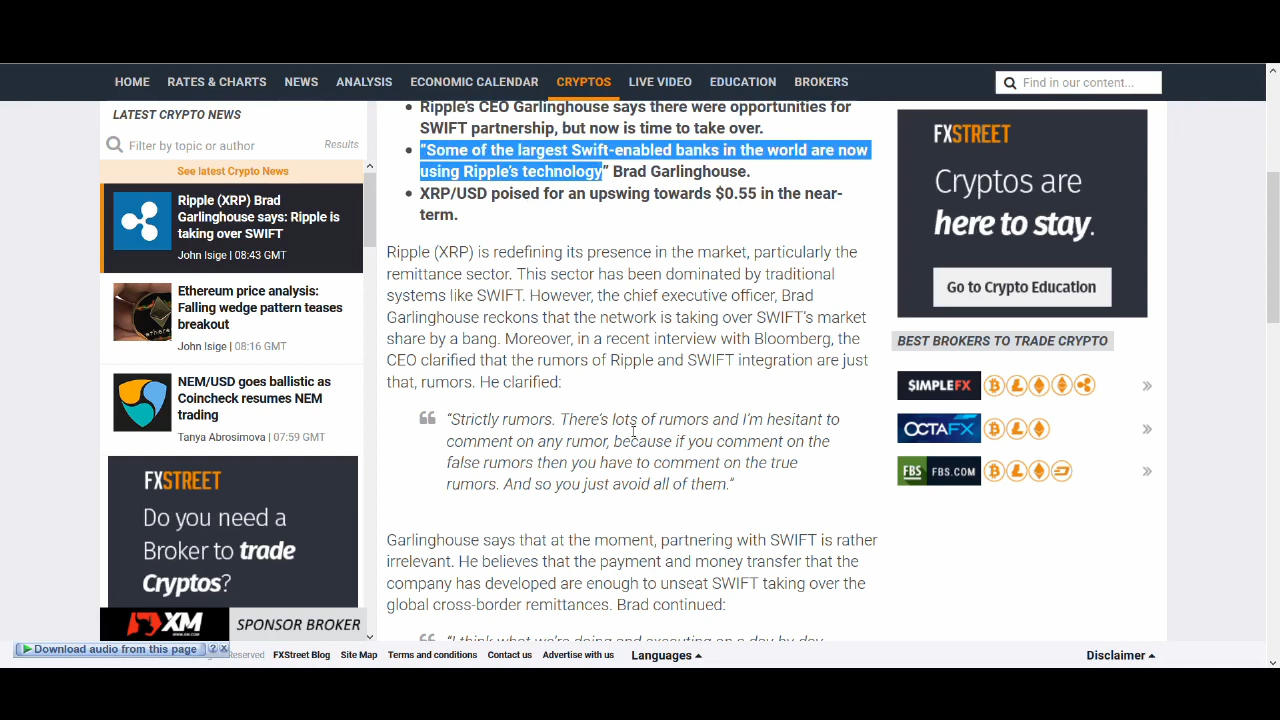 HOME RATES & CHARTS NEWS ANALYSIS ECONOMIC CALENDAR CRYPTOS LIVE VIDEO EDUCATION BROKERS
Find in our content...
LATEST CRYPTO NEWS
Filter by topic or author Results
See latest Crypto News
Ripple (XRP) Brad
Garlinghouse says: Ripple is
taking over SWIFT
John Isige | 08:43 GMT
Ethereum price analysis:
Falling wedge pattern teases
breakout
John Isige | 08:16 GMT
NEM/USD goes ballistic as
Coincheck resumes NEM
trading
Tanya Abrosimova | 07:59 GMT
FXSTREET
Do you need a
Broker to trade
Cryptos?
XM
SPONSOR BROKER
Ripple's CEO Garlinghouse says there were opportunities for
SWIFT partnership, but now is time to take over.
“Some of the largest Swift-enabled banks in the world are now
using Ripple's technology” Brad Garlinghouse.
XRP/USD poised for an upswing towards $0.55 in the near-
term.
Ripple (XRP) is redefining its presence in the market, particularly the
remittance sector. This sector has been dominated by traditional
systems like SWIFT. However, the chief executive officer, Brad
Garlinghouse reckons that the network is taking over SWIFT's market
share by a bang. Moreover, in a recent interview with Bloomberg, the
CEO clarified that the rumors of Ripple and SWIFT integration are just
that, rumors. He clarified:
“Strictly rumors. There's lots of rumors and I'm hesitant to
comment on any rumor, because if you comment on the
false rumors then you have to comment on the true
rumors. And so you just avoid all of them.”
Garlinghouse says that at the moment, partnering with SWIFT is rather
irrelevant. He believes that the payment and money transfer that the
company has developed are enough to unseat SWIFT taking over the
global cross-border remittances. Brad continued:
“I think what we're doing and executing on a day by day
FXSTREET
Cryptos are
here to stay.
Go to Crypto Education
BEST BROKERS TO TRADE CRYPTO
SIMPLEFX
OCTAFX
FBS FBS.COM
Download audio from this page ? x
Reserved FXStreet Blog Site Map Terms and conditions Contact us Advertise with us Languages Disclaimer